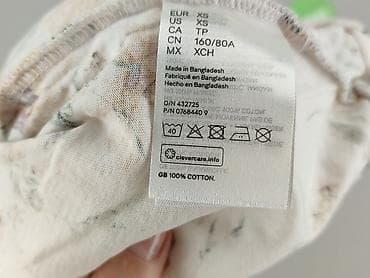 EUR XS
US XS
CA TP
CN 160/80A
MX XCH
Made in Bangladesh
Fabriqué en Bangladesh
Hecho en Bangladesh
O/N 432725
P/N 0768440 9
40
clevercare.info
GB 100% COTTON.